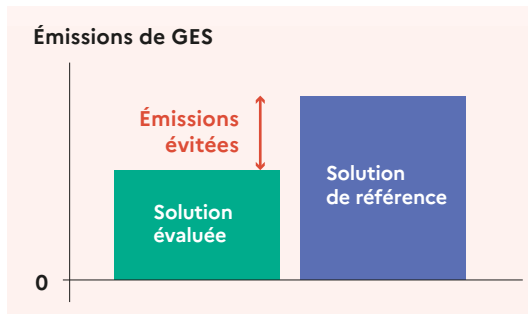 Émissions de GES
Émissions
évitées
Solution
de référence
Solution
évaluée
0